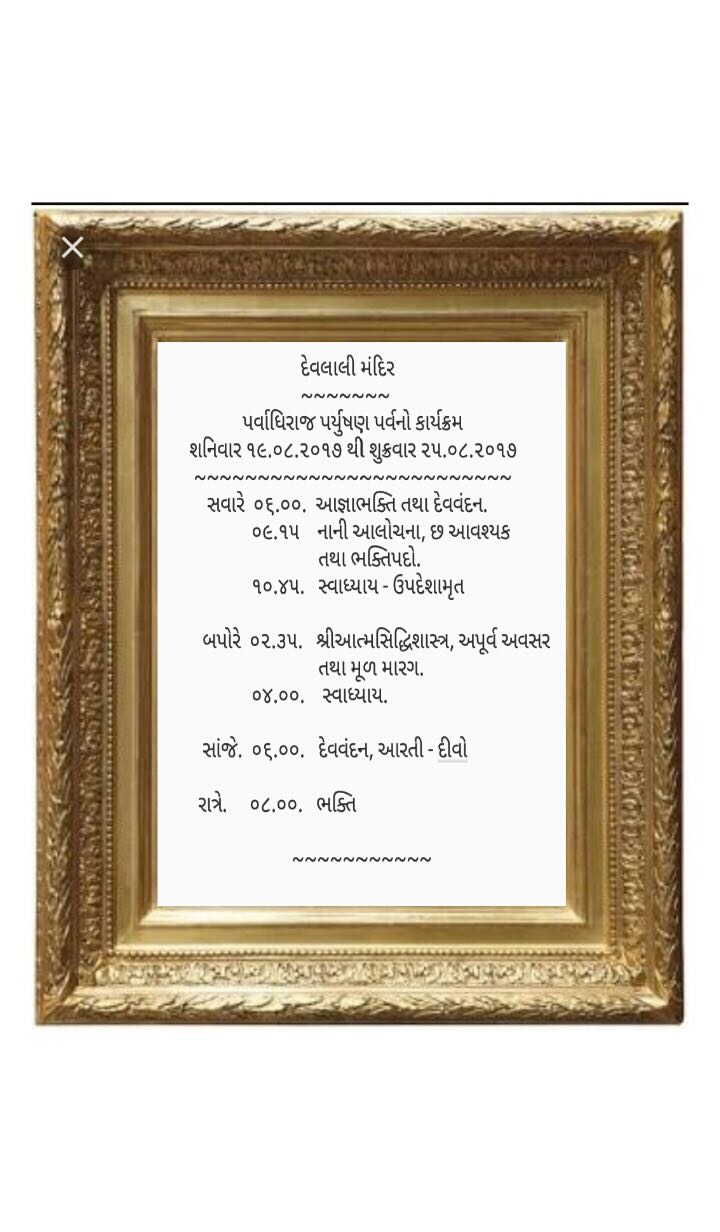 દેવલાલી મંદિર
~~~~~~~
પર્વાધિરાજ પર્યુષણ પર્વનો કાર્યક્રમ
શનિવાર ૧૯.૦૮.૨૦૧૭ થી શુક્રવાર ૨૫.૦૮.૨૦૧૭
~~~~~~~~~~~~~~~~~~~~~~~~~
સવારે ૦૬.૦૦. આજ્ઞાભક્તિ તથા દેવવંદન.
૦૯.૧૫ નાની આલોચના, છ આવશ્યક
તથા ભક્તિપદો.
૧૦.૪૫. સ્વાધ્યાય - ઉપદેશામૃત
બપોરે ૦૨.૩૫. શ્રીઆત્મસિદ્ધિશાસ્ત્ર, અપૂર્વ અવસર
તથા મૂળ મારગ.
૦૪.૦૦. સ્વાધ્યાય.
સાંજે. ૦૬.૦૦. દેવવંદન, આરતી - દીવો
રાત્રે. ૦૮.૦૦. ભક્તિ
~~~~~~~~~~~